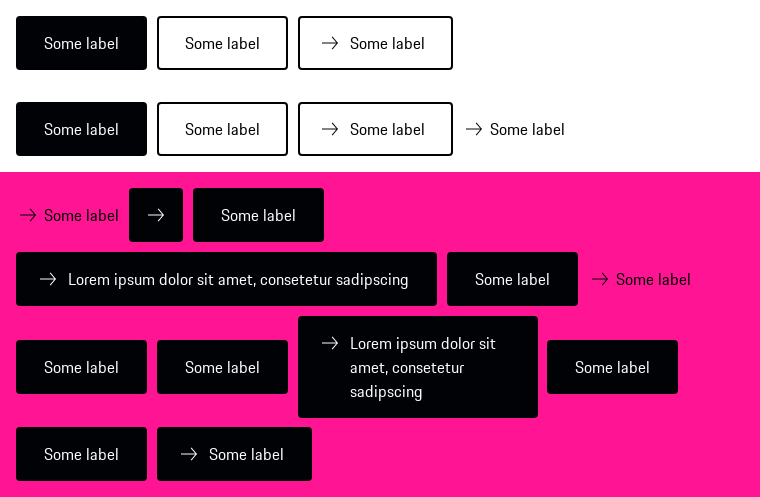 Some label Some label Some label
Some label Some label Some label Some label
Some label Some label
Lorem ipsum dolor sit amet, consetetur sadipscing Some label Some label
Some label Some label Lorem ipsum dolor sit
amet, consetetur
sadipscing Some label
Some label Some label